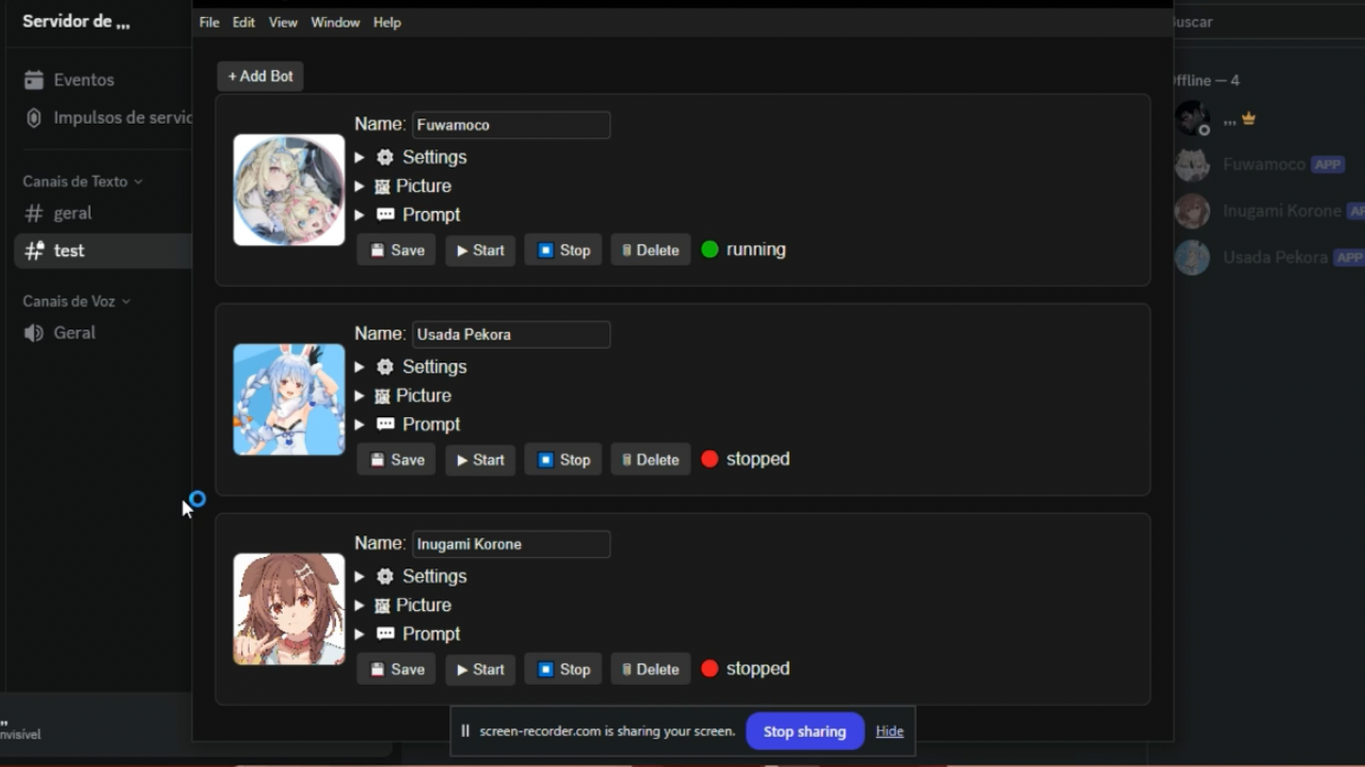 Servidor de ,,,
Eventos
Impulsos de servic
Canais de Texto
geral
test
Canais de Voz
Geral
,,
nvisível
File Edit View Window Help
+ Add Bot
Name: Fuwamoco
Settings
Picture
Prompt
Save Start Stop Delete running
Name: Usada Pekora
Settings
Picture
Prompt
Save Start Stop Delete stopped
Name: Inugami Korone
Settings
Picture
Prompt
Save Start Stop Delete stopped
screen-recorder.com is sharing your screen. Stop sharing Hide
uscar
ffline — 4
,,,
Fuwamoco APP
Inugami Korone AP
Usada Pekora APP